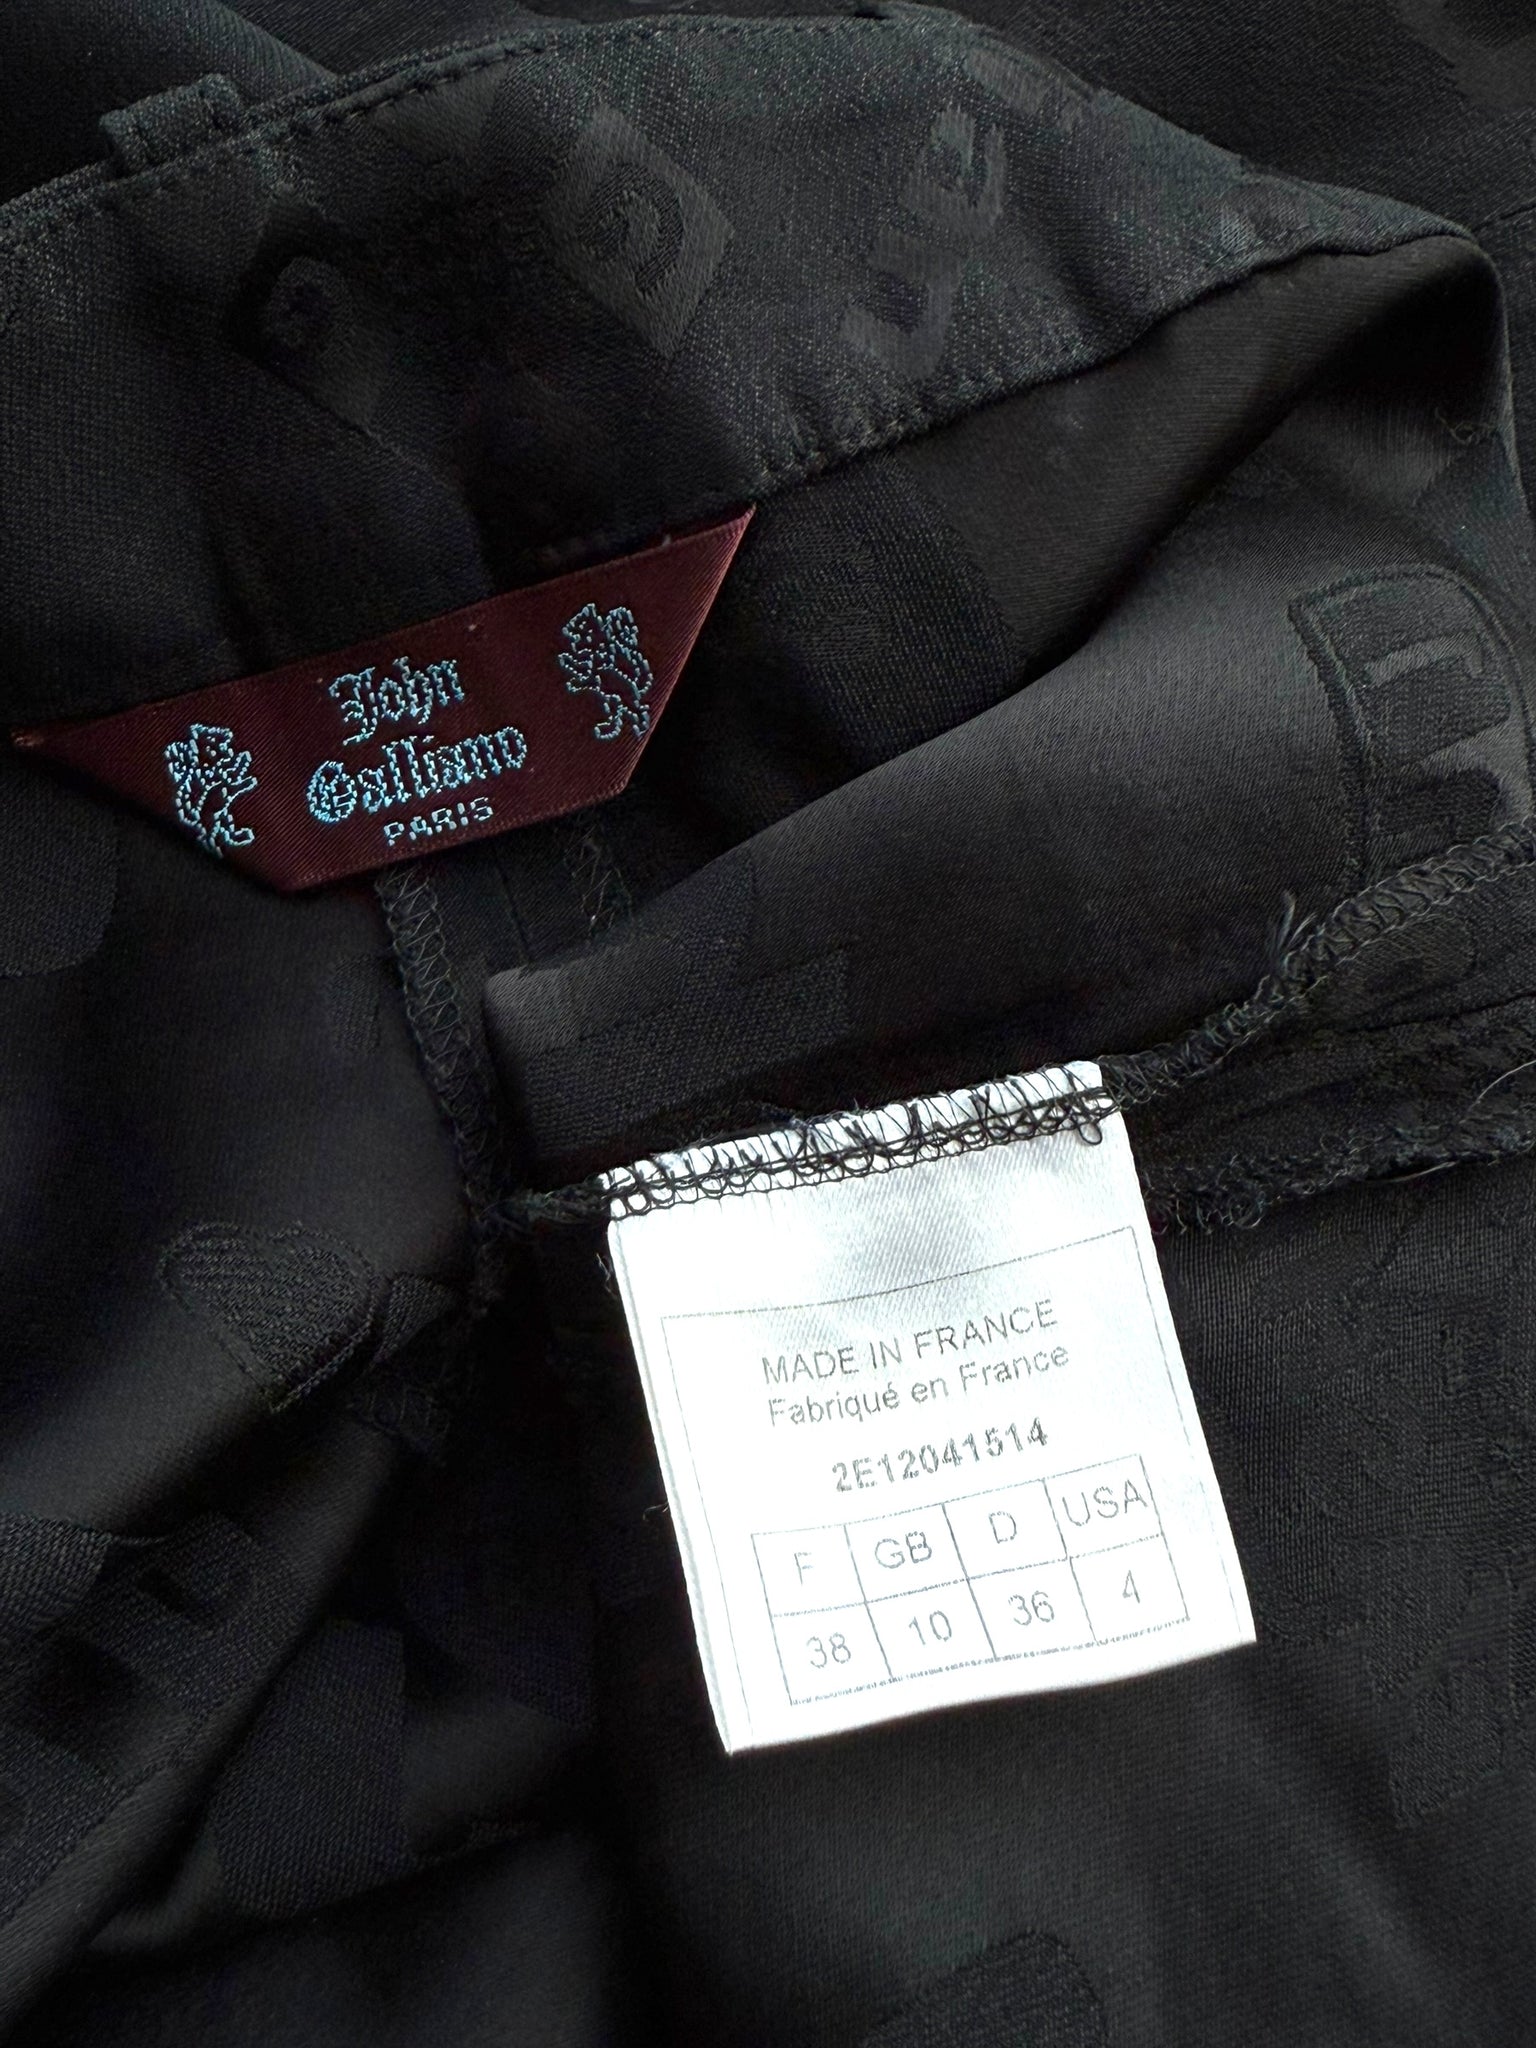 John
Galliano
PARIS
MADE IN FRANCE
Fabriqué en France
2E12041514
F GB D USA
38 10 36 4